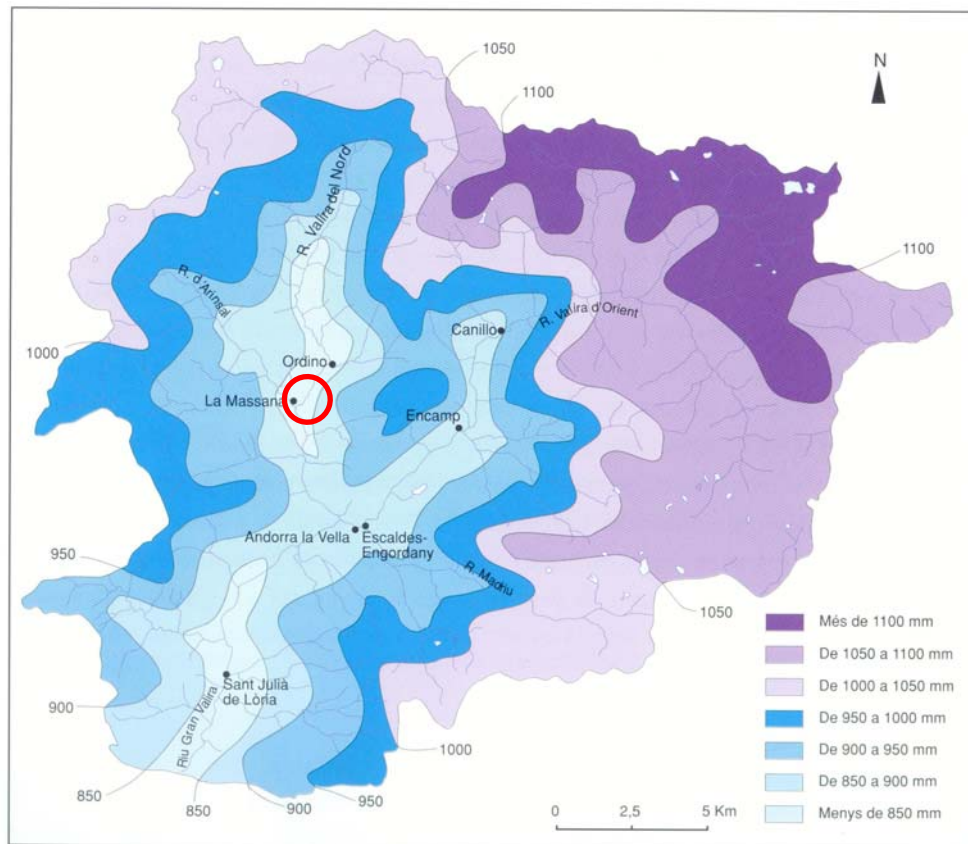 1050
1100
N
R. Valira del Nord
R. d'Arinsal
1100
R. Valira d'Orient
Canillo
1000
Ordino
La Massana
Encamp
Andorra la Vella
Escaldes-
Engordany
950
R. Madriu
1050
Sant Julià
de Lòria
900
Riu Gran Valira
1000
850
850
900
950
Més de 1100 mm
De 1050 a 1100 mm
De 1000 a 1050 mm
De 950 a 1000 mm
De 900 a 950 mm
De 850 a 900 mm
Menys de 850 mm
0 2,5 5 Km